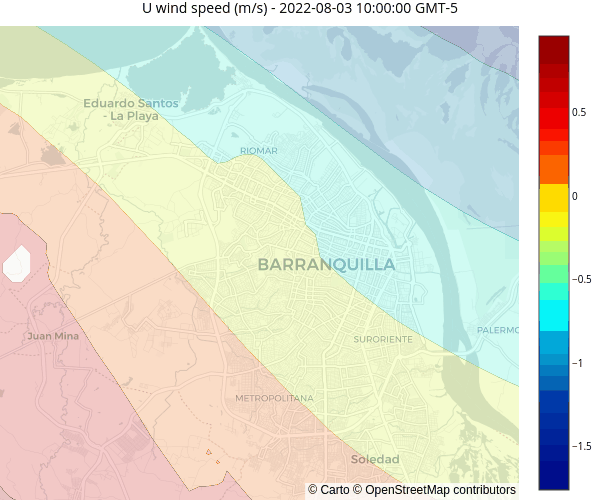 U wind speed (m/s) - 2022-08-03 10:00:00 GMT-5
Eduardo Santos
- La Playa
RIOMAR
BARRANQUILLA
Juan Mina
SURORIENTE
PALERMO
METROPOLITANA
Soledad
© Carto © OpenStreetMap contributors
0.5
0
−0.5
−1
−1.5